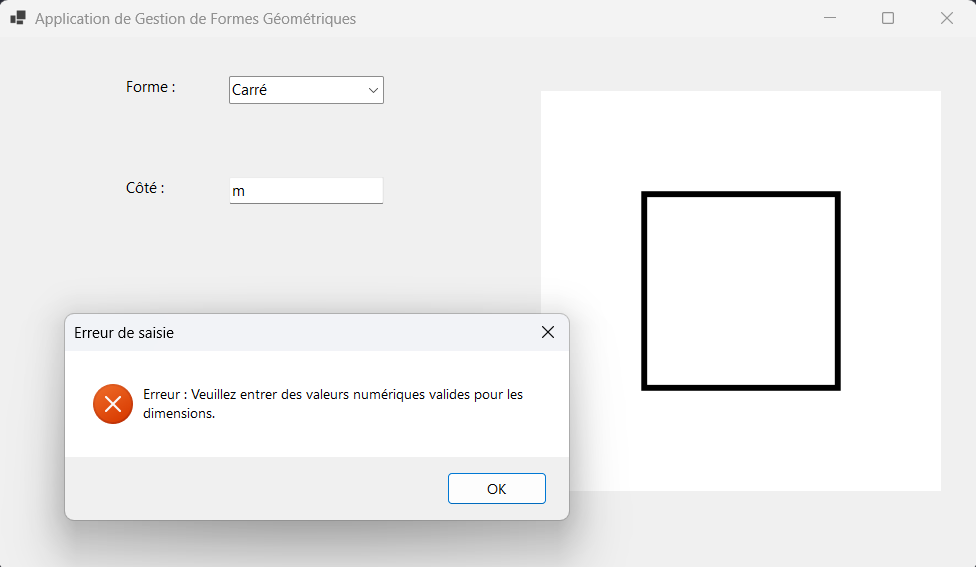 Application de Gestion de Formes Géométriques
Forme :
Carré
Côté :
m
Erreur de saisie
Erreur : Veuillez entrer des valeurs numériques valides pour les
dimensions.
OK